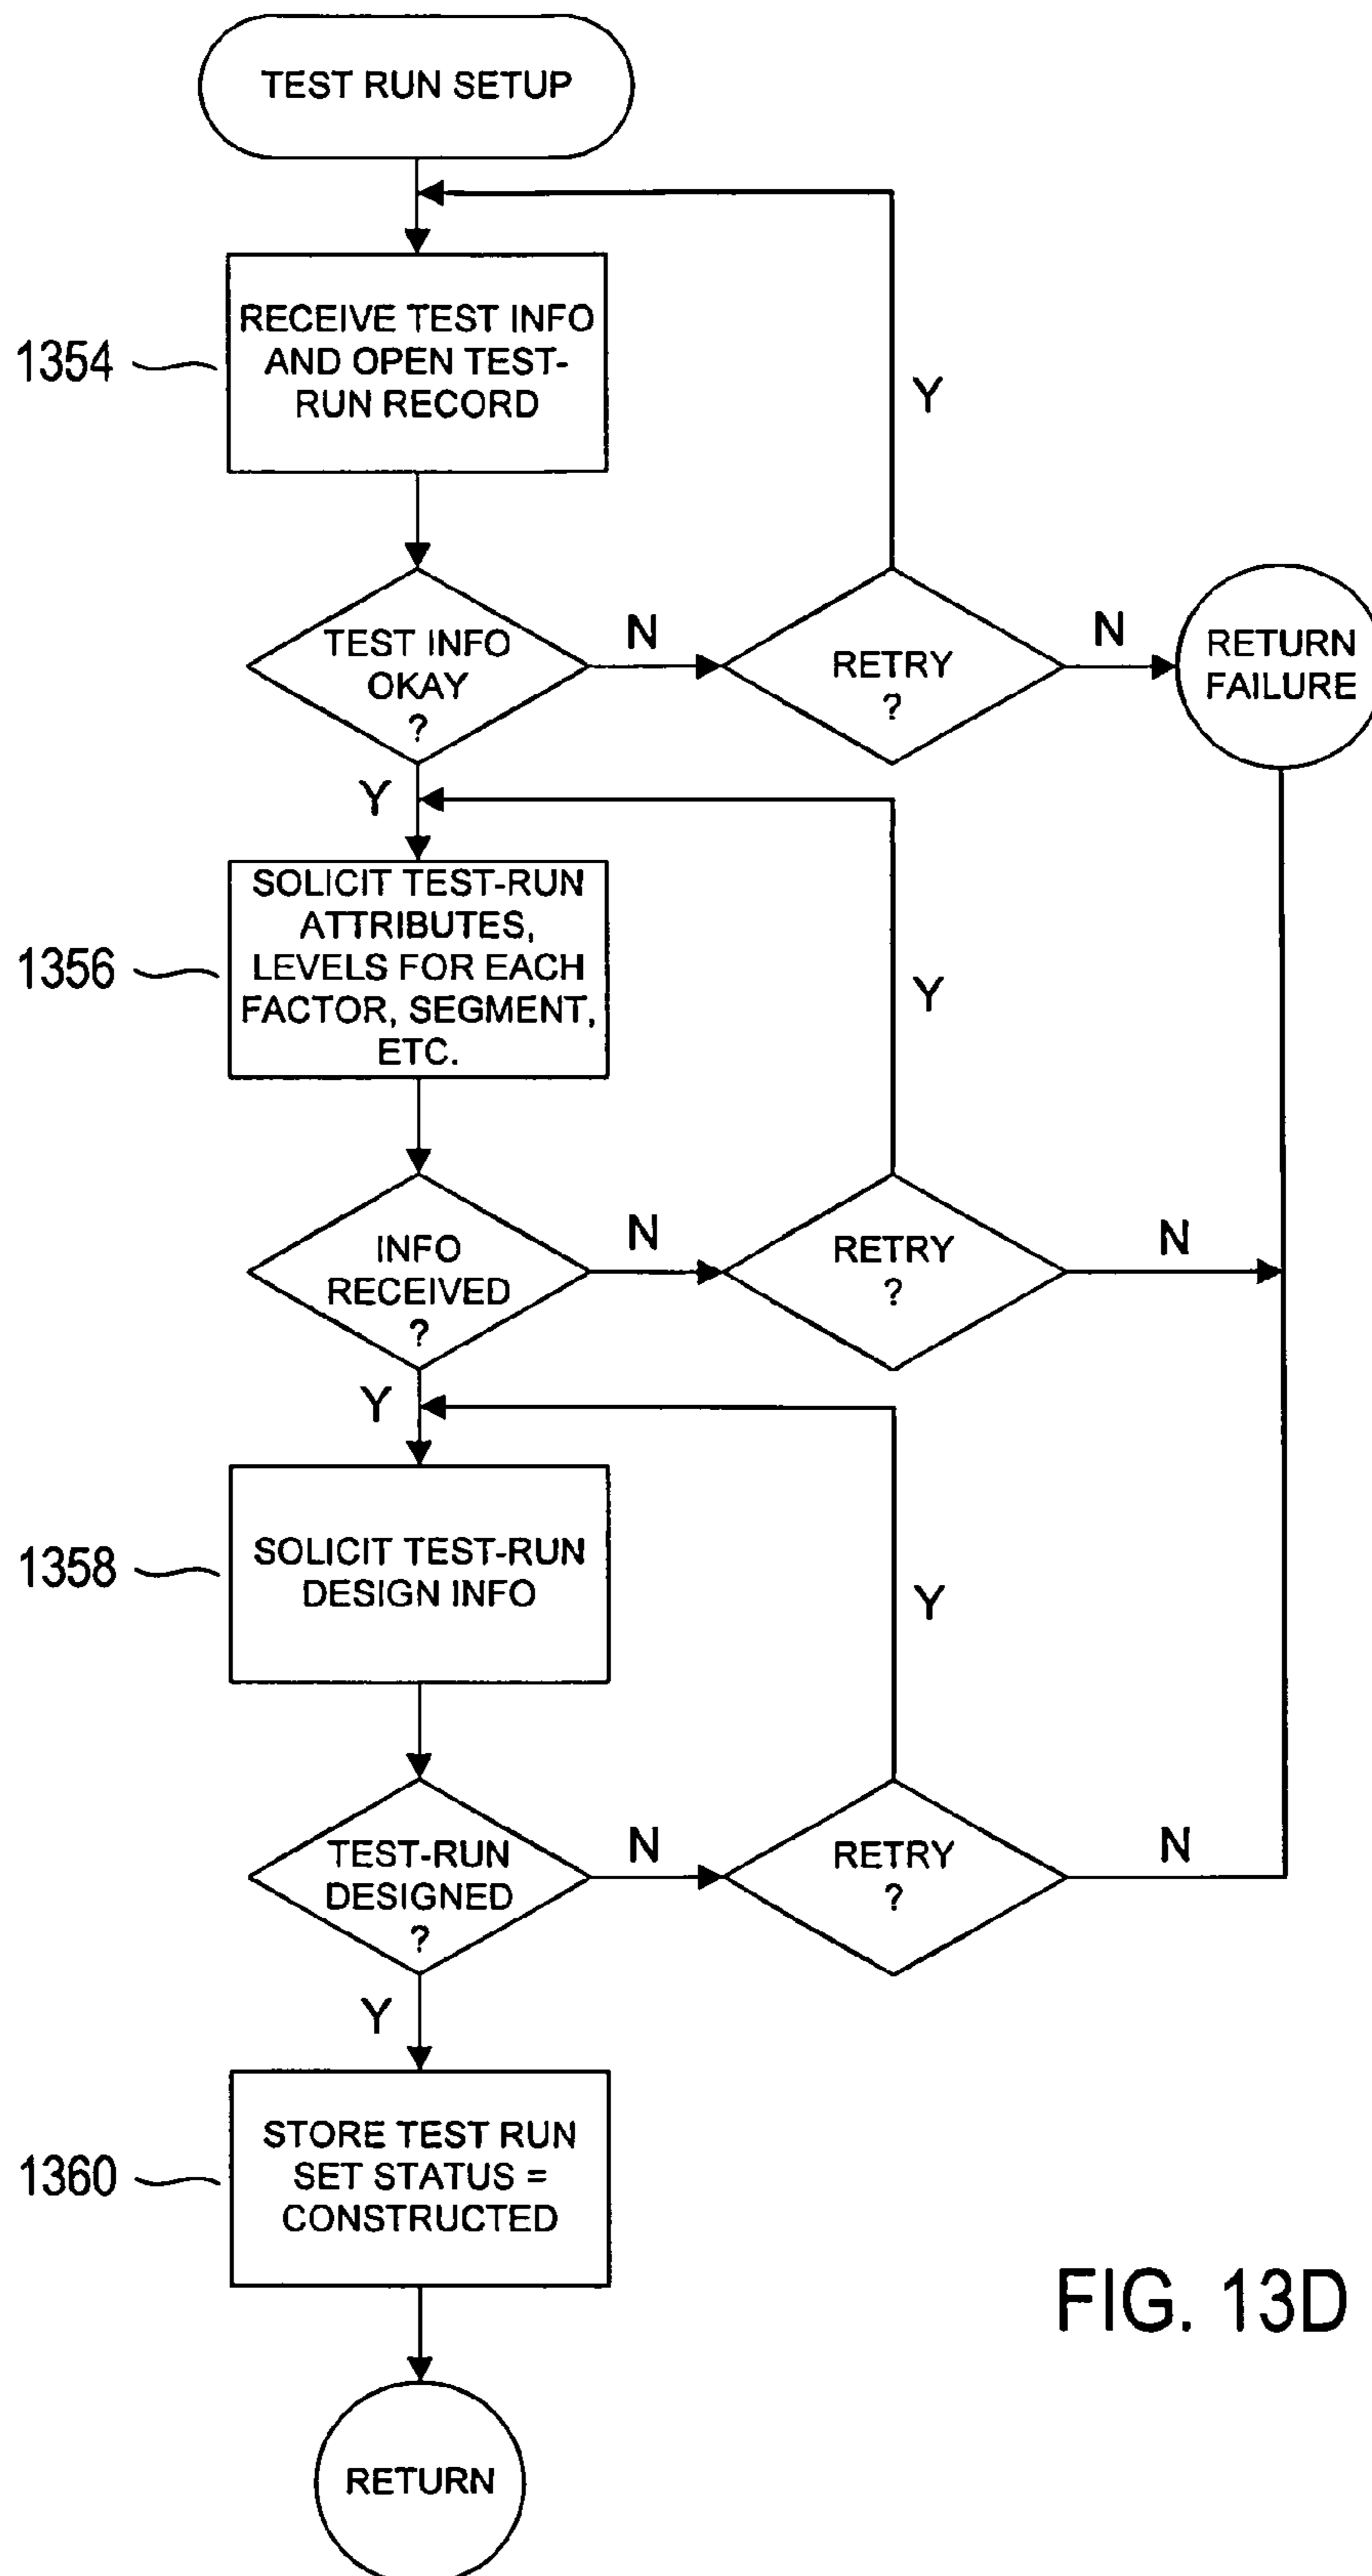 TEST RUN SETUP
1354
RECEIVE TEST INFO
AND OPEN TEST-
RUN RECORD
Y
TEST INFO
OKAY
?
N
RETRY
?
N
RETURN
FAILURE
Y
1356
SOLICIT TEST-RUN
ATTRIBUTES,
LEVELS FOR EACH
FACTOR, SEGMENT,
ETC.
Y
INFO
RECEIVED
?
N
RETRY
?
N
Y
1358
SOLICIT TEST-RUN
DESIGN INFO
Y
TEST-RUN
DESIGNED
?
N
RETRY
?
N
Y
1360
STORE TEST RUN
SET STATUS =
CONSTRUCTED
RETURN
FIG. 13D